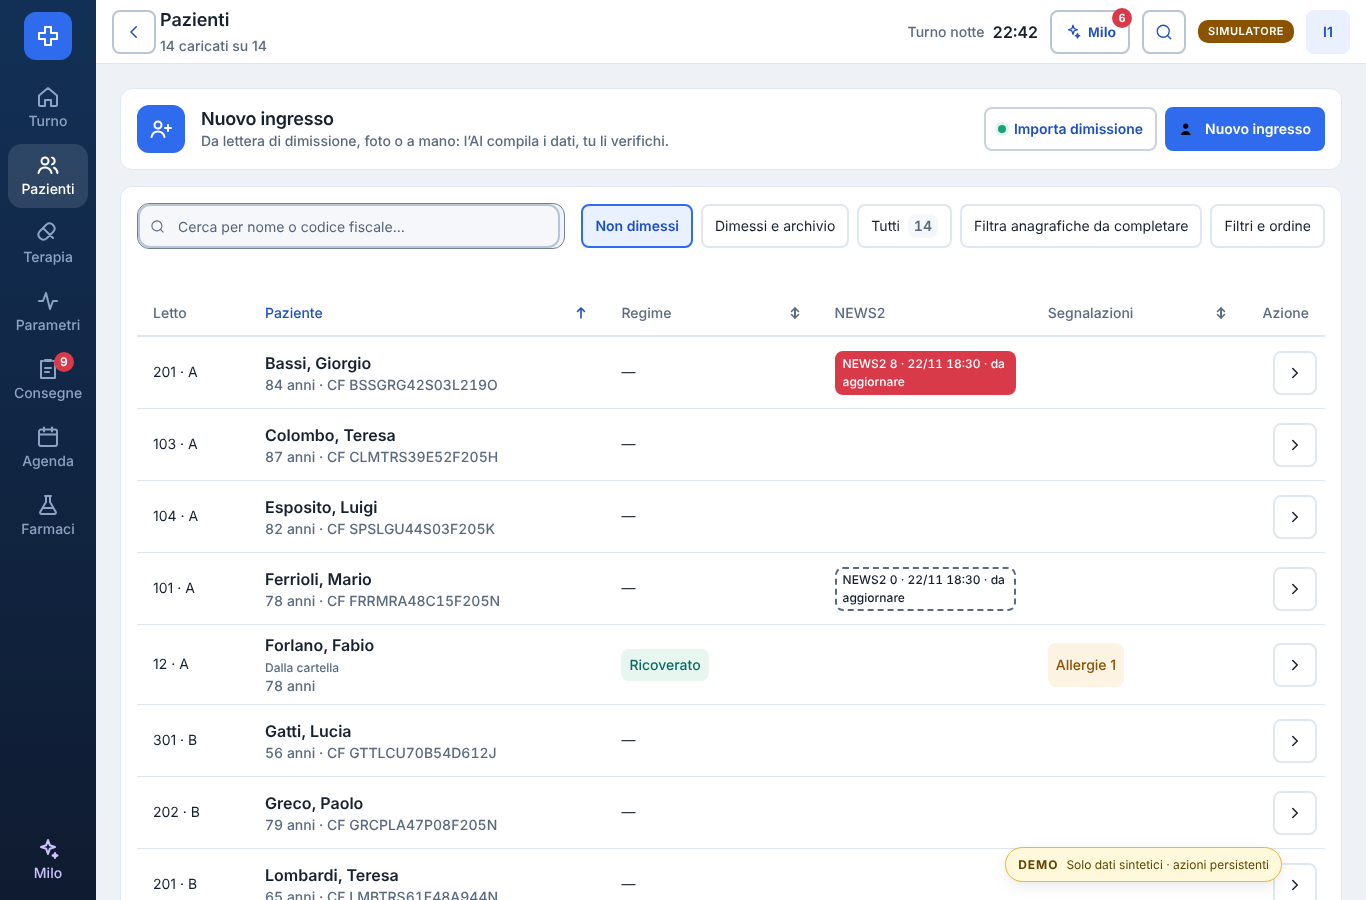 Pazienti
14 caricati su 14
Turno notte 22:42
Milo
6
SIMULATORE
I1
Turno
Pazienti
Terapia
Parametri
9
Consegne
Agenda
Farmaci
Milo
Nuovo ingresso
Da lettera di dimissione, foto o a mano: l’AI compila i dati, tu li verifichi.
Importa dimissione
Nuovo ingresso
Cerca per nome o codice fiscale...
Non dimessi
Dimessi e archivio
Tutti 14
Filtra anagrafiche da completare
Filtri e ordine
Letto Paziente Regime NEWS2 Segnalazioni Azione
201 · A
Bassi, Giorgio
84 anni · CF BSSGRG42S03L219O
—
NEWS2 8 · 22/11 18:30 · da
aggiornare
103 · A
Colombo, Teresa
87 anni · CF CLMTRS39E52F205H
—
104 · A
Esposito, Luigi
82 anni · CF SPSLGU44S03F205K
—
101 · A
Ferrioli, Mario
78 anni · CF FRRMRA48C15F205N
—
NEWS2 0 · 22/11 18:30 · da
aggiornare
12 · A
Forlano, Fabio
Dalla cartella
78 anni
Ricoverato
Allergie 1
301 · B
Gatti, Lucia
56 anni · CF GTTLCU70B54D612J
—
202 · B
Greco, Paolo
79 anni · CF GRCPLA47P08F205N
—
201 · B
Lombardi, Teresa
65 anni · CF LMBTRS61F48A944N
—
DEMO Solo dati sintetici · azioni persistenti